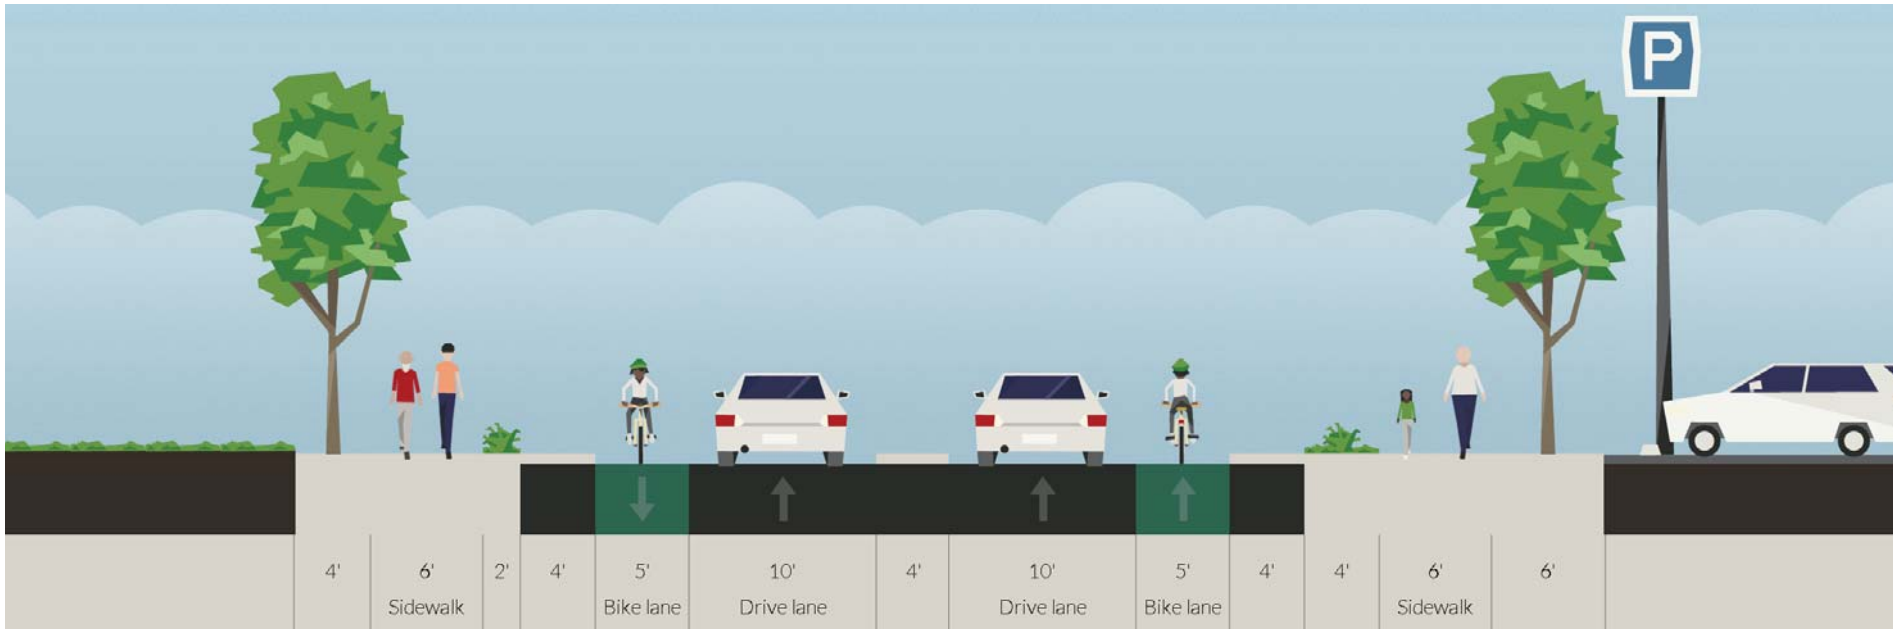 P
4' 6' 2' 4' 5' 10' 4' 10' 5' 4' 4' 6' 6'
Sidewalk Bike lane Drive lane Drive lane Bike lane Sidewalk